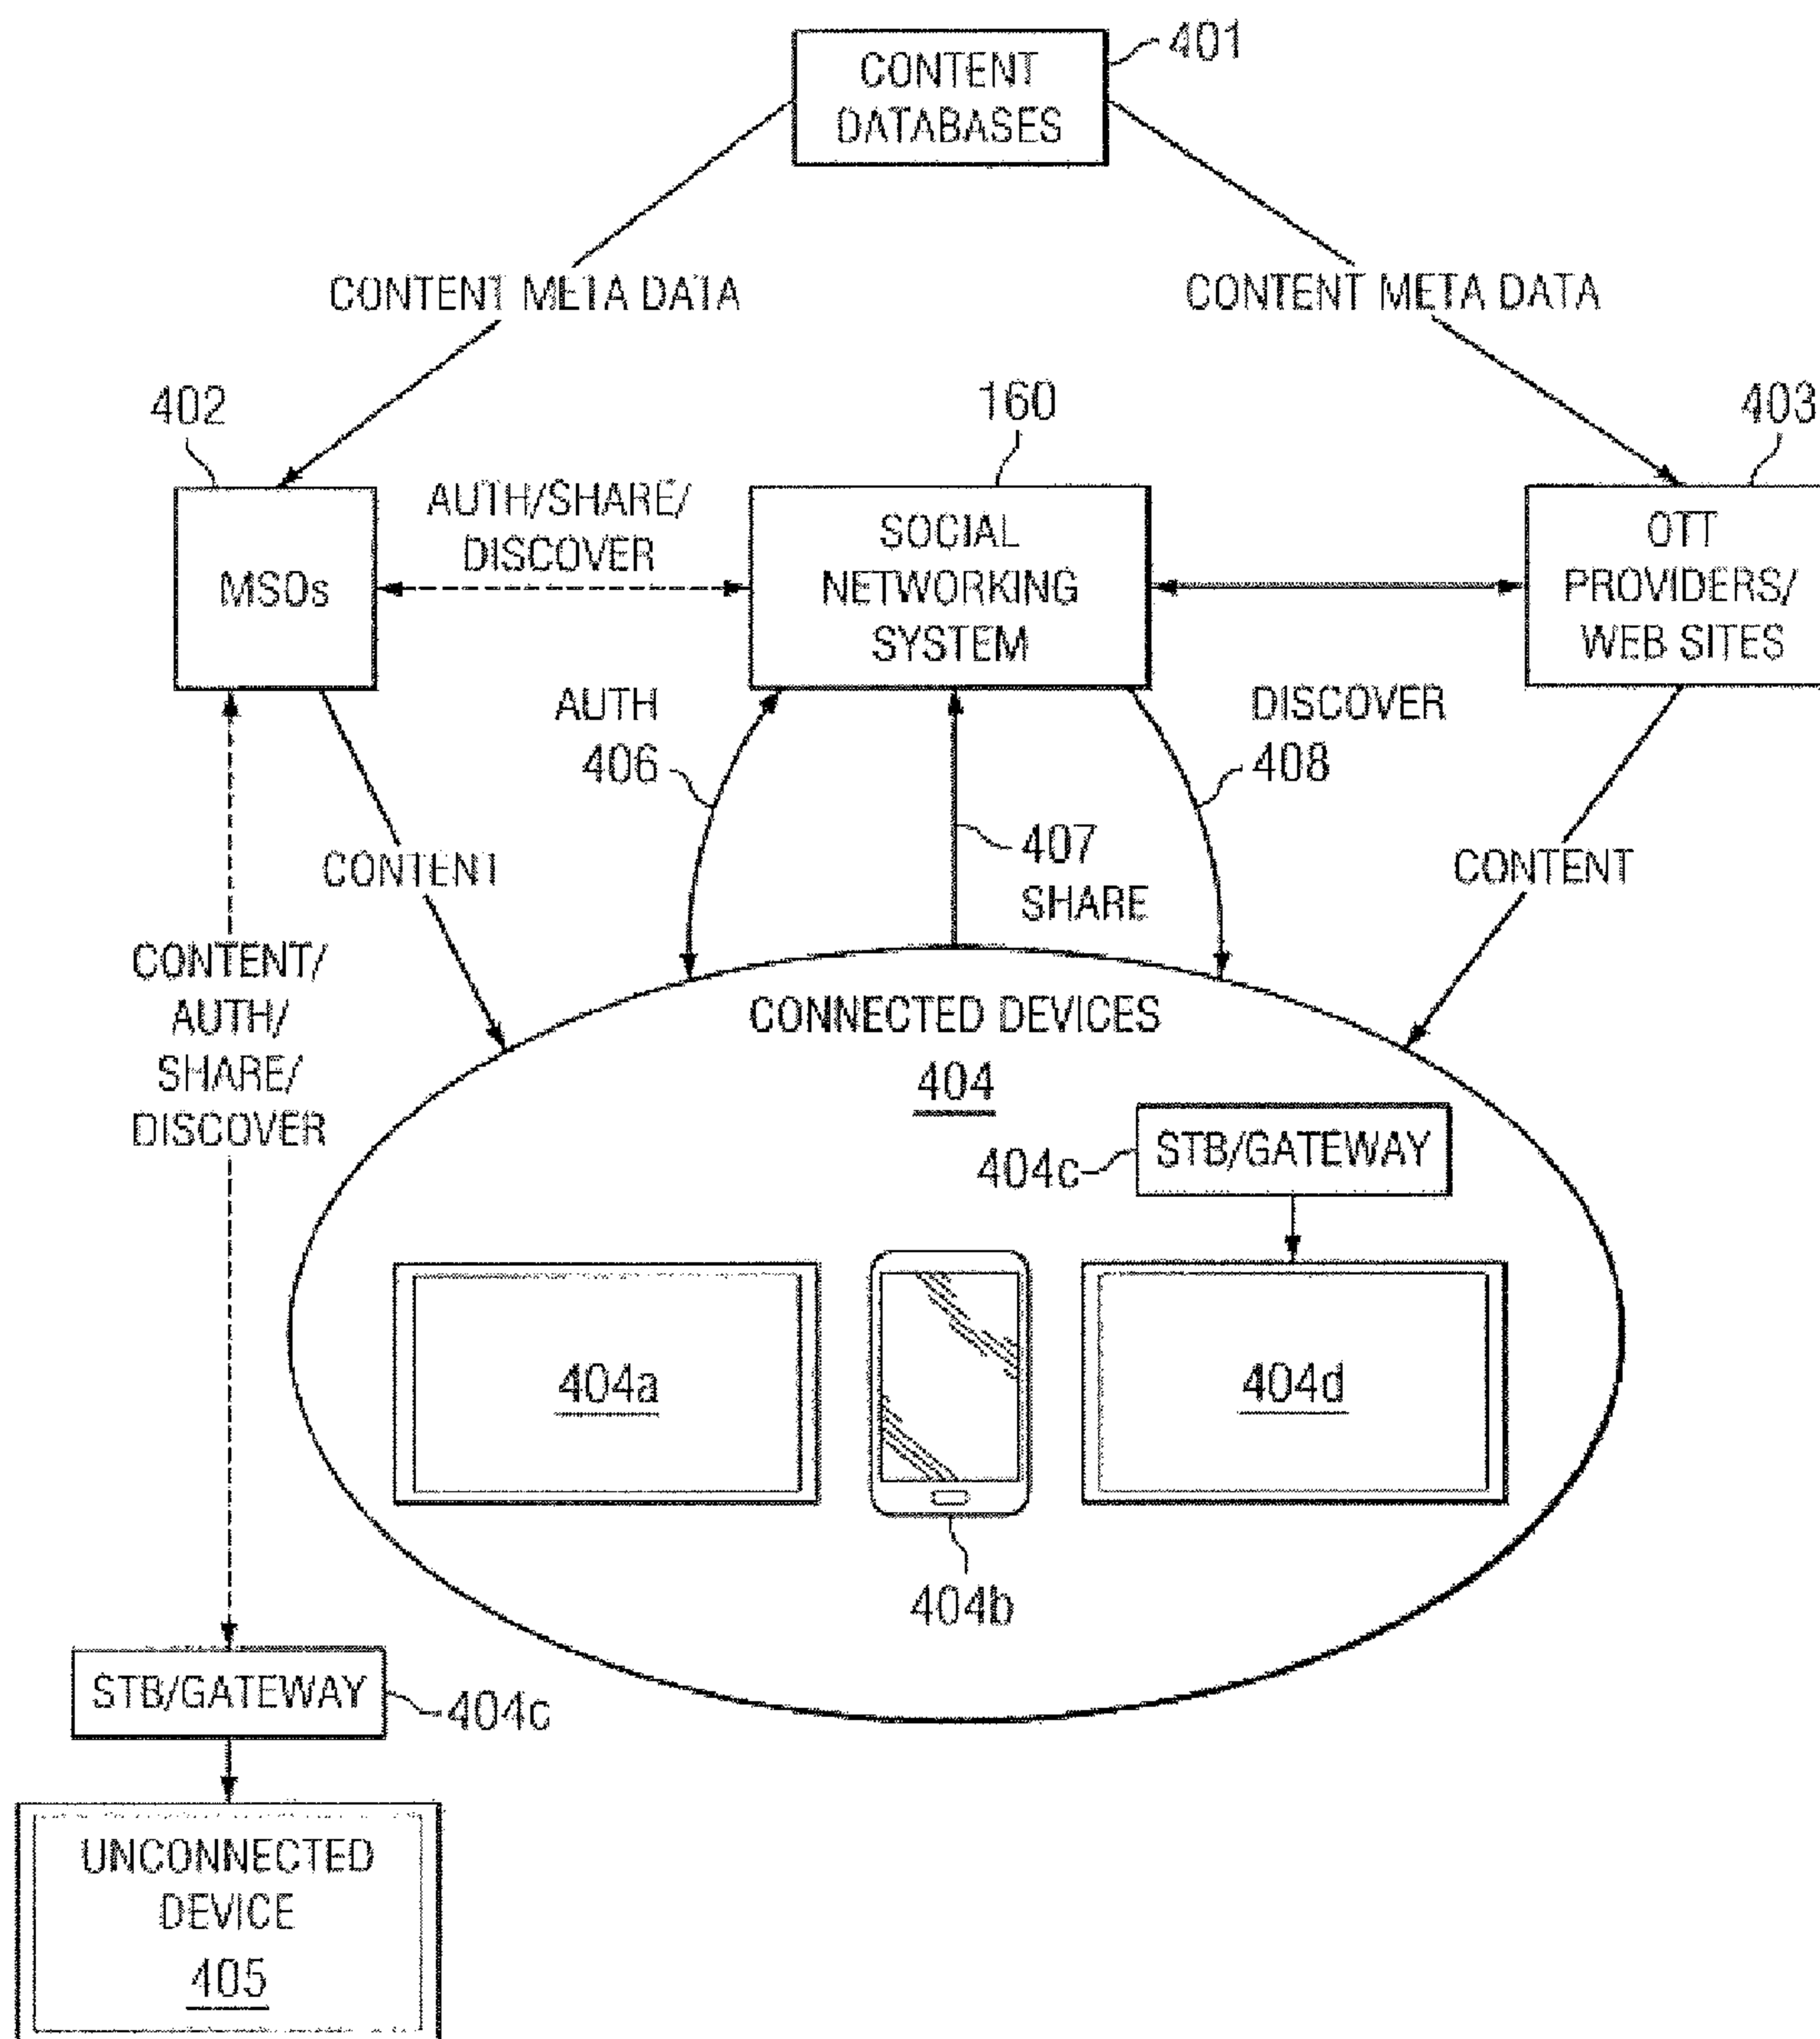 401
CONTENT
DATABASES
CONTENT META DATA
CONTENT META DATA
402
160
403
MSOs
AUTH/SHARE/
DISCOVER
SOCIAL
NETWORKING
SYSTEM
OTT
PROVIDERS/
WEB SITES
AUTH
406
DISCOVER
408
407
SHARE
CONTENT
CONTENT
CONTENT/
AUTH/
SHARE/
DISCOVER
CONNECTED DEVICES
404
404c
STB/GATEWAY
404a
404d
404b
STB/GATEWAY
404c
UNCONNECTED
DEVICE
405